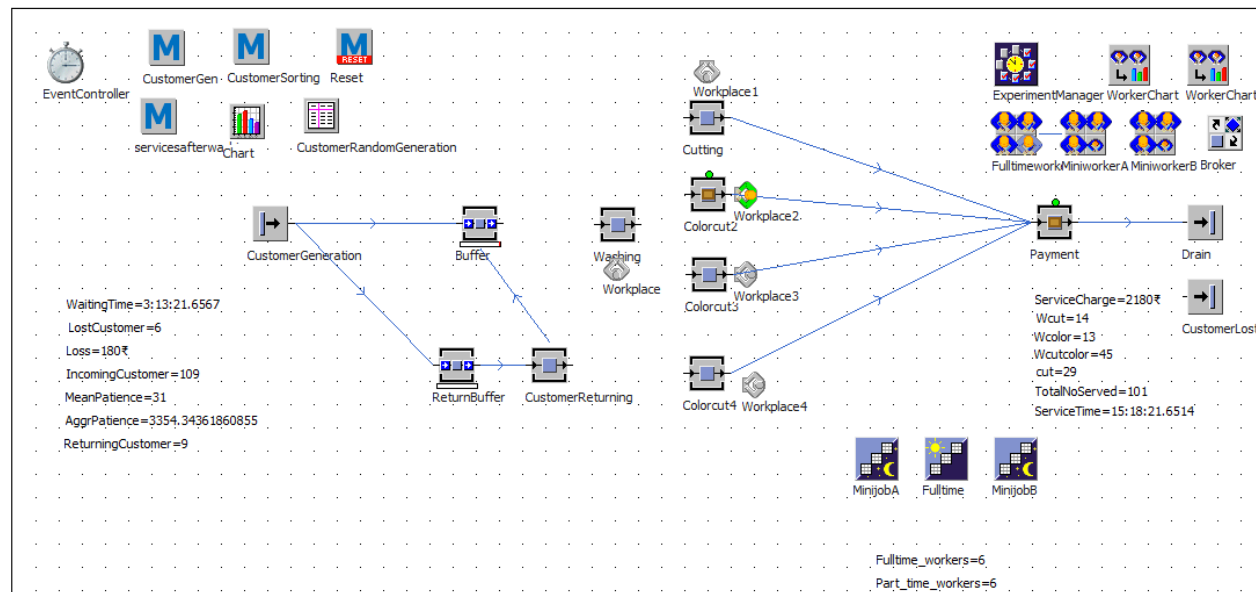 EventController
CustomerGen
CustomerSorting
Reset
RESET
Chart
CustomerRandomGeneration
Workplace1
Cutting
ExperimentManager
WorkerChart
WorkerChart
MiniworkerA
MiniworkerB
Broker
Colorcut2
Workplace2
CustomerGeneration
Buffer
Washing
Workplace
Payment
Drain
Colorcut3
Workplace3
WaitingTime=3:13:21.6567
LostCustomer=6
Loss=180₹
IncomingCustomer=109
MeanPatience=31
AggrPatience=3354.34361860855
ReturningCustomer=9
ReturnBuffer
CustomerReturning
Colorcut4
Workplace4
ServiceCharge=2180₹
Wcut=14
Wcolor=13
Wcutcolor=45
cut=29
TotalNoServed=101
ServiceTime=15:18:21.6514
CustomerLost
MinijobA
Fulltime
MinijobB
Fulltime_workers=6
Part_time_workers=6